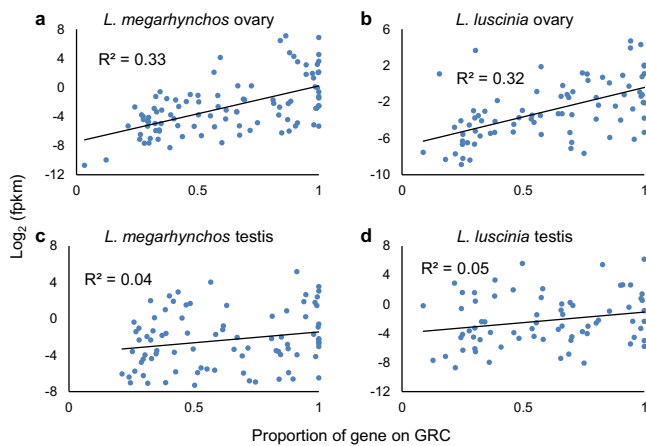 a L. megarhynchos ovary
8
R² = 0.33
4
0
-4
-8
-12
0 0.5 1
b L. luscinia ovary
6
2
R² = 0.32
-2
-6
-10
0 0.5 1
Log₂ (fpkm)
c L. megarhynchos testis
8
R² = 0.04
4
0
-4
-8
-12
0 0.5 1
d L. luscinia testis
8
R² = 0.05
4
0
-4
-8
-12
0 0.5 1
Proportion of gene on GRC